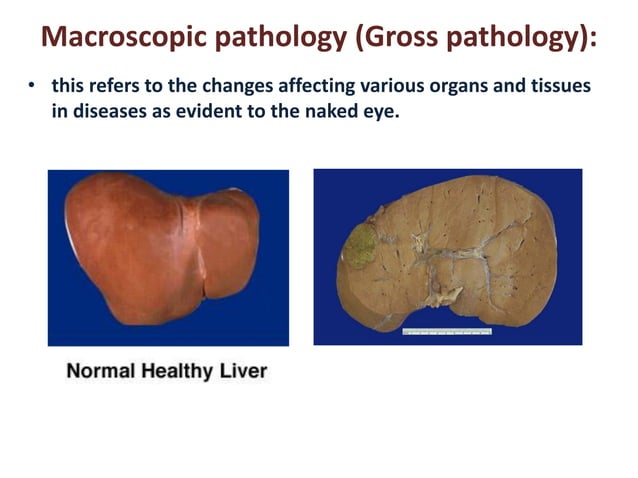 Macroscopic pathology (Gross pathology):
• this refers to the changes affecting various organs and tissues
in diseases as evident to the naked eye.
Normal Healthy Liver